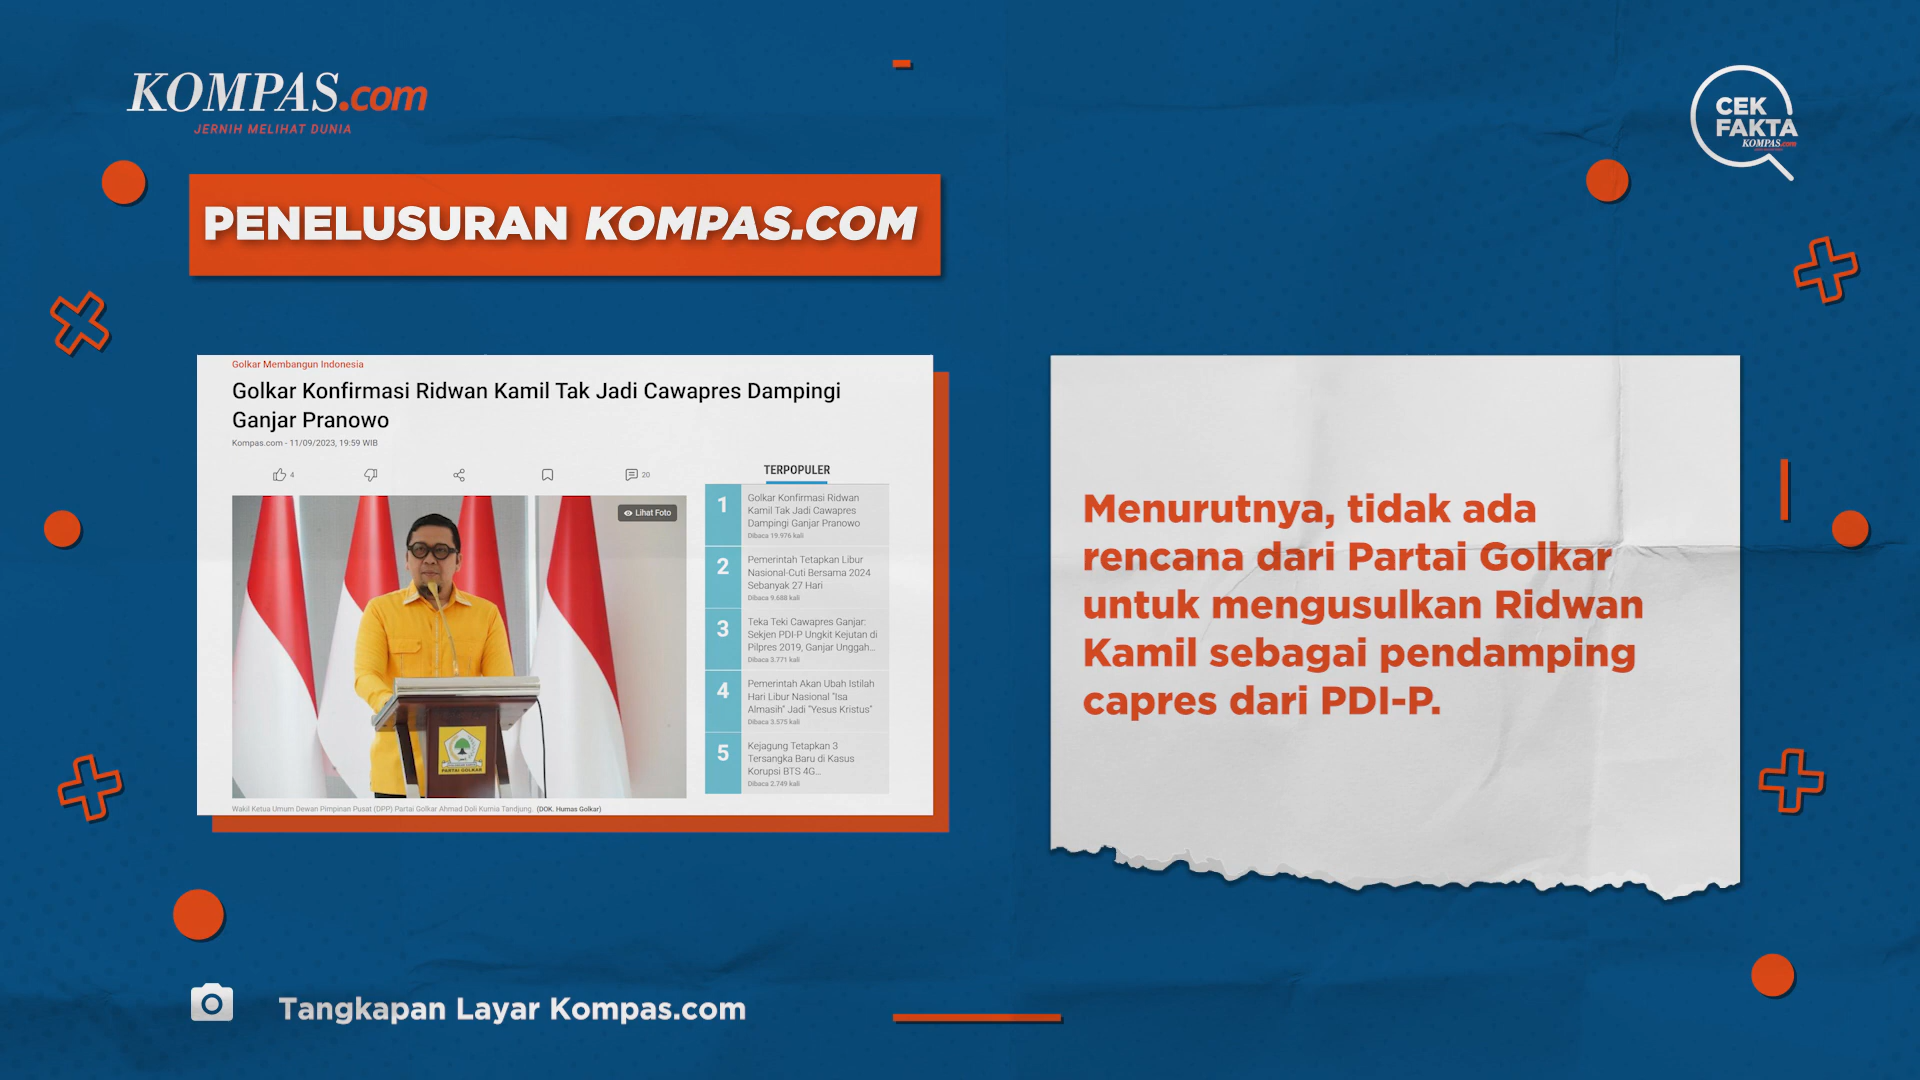 KOMPAS.com
JERNIH MELIHAT DUNIA
CEK
FAKTA
KOMPAS.com
PENELUSURAN KOMPAS.COM
Golkar Membangun Indonesia
Golkar Konfirmasi Ridwan Kamil Tak Jadi Cawapres Dampingi
Ganjar Pranowo
Kompas.com - 11/09/2023, 19:59 WIB
4
20
Lihat Foto
PARTAI GOLKAR
Wakil Ketua Umum Dewan Pimpinan Pusat (DPP) Partai Golkar Ahmad Doli Kurnia Tandjung. (DOK. Humas Golkar)
TERPOPULER
1
Golkar Konfirmasi Ridwan
Kamil Tak Jadi Cawapres
Dampingi Ganjar Pranowo
Dibaca 19.976 kali
2
Pemerintah Tetapkan Libur
Nasional-Cuti Bersama 2024
Sebanyak 27 Hari
Dibaca 9.688 kali
3
Teka Teki Cawapres Ganjar:
Sekjen PDI-P Ungkit Kejutan di
Pilpres 2019, Ganjar Unggah...
Dibaca 3.771 kali
4
Pemerintah Akan Ubah Istilah
Hari Libur Nasional "Isa
Almasih" Jadi "Yesus Kristus"
Dibaca 3.575 kali
5
Kejagung Tetapkan 3
Tersangka Baru di Kasus
Korupsi BTS 4G...
Dibaca 2.749 kali
Menurutnya, tidak ada
rencana dari Partai Golkar
untuk mengusulkan Ridwan
Kamil sebagai pendamping
capres dari PDI-P.
Tangkapan Layar Kompas.com